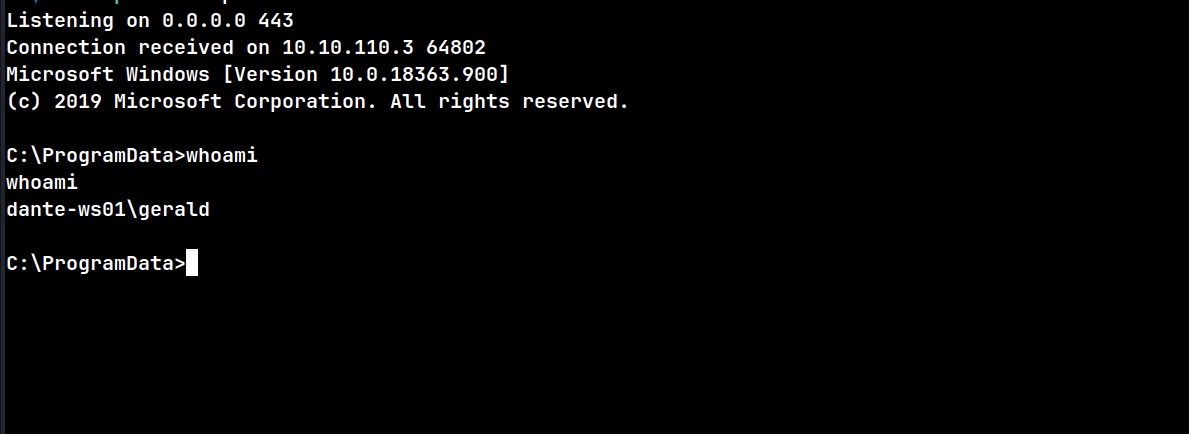 Listening on 0.0.0.0 443
Connection received on 10.10.110.3 64802
Microsoft Windows [Version 10.0.18363.900]
(c) 2019 Microsoft Corporation. All rights reserved.
C:\ProgramData>whoami
whoami
dante-ws01\gerald
C:\ProgramData>